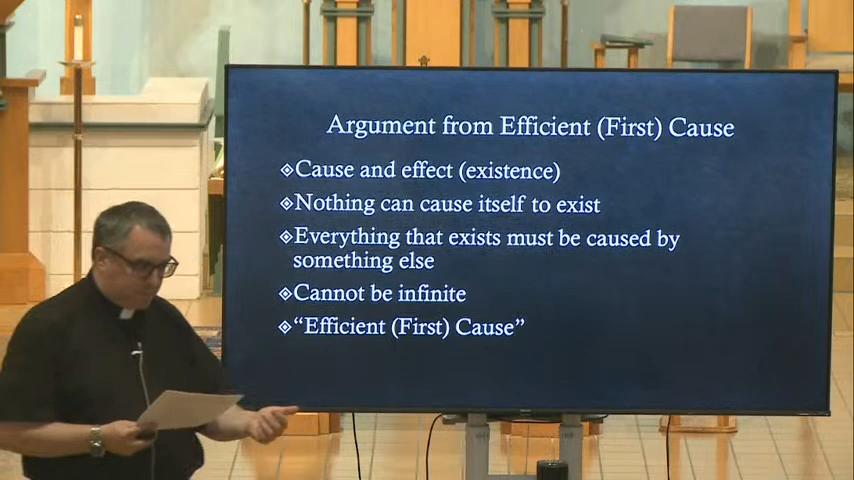 Argument from Efficient (First) Cause
Cause and effect (existence)
Nothing can cause itself to exist
Everything that exists must be caused by
something else
Cannot be infinite
“Efficient (First) Cause”